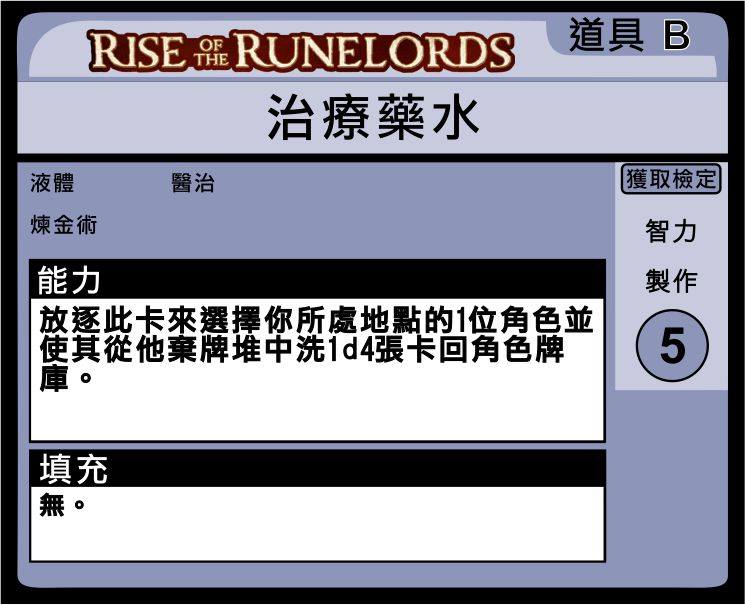 RISE OF THE RUNELORDS
道具 B
治療藥水
液體 醫治
煉金術
獲取檢定
智力
製作
5
能力
放逐此卡來選擇你所處地點的1位角色並
使其從他棄牌堆中洗1d4張卡回角色牌
庫。
填充
無。